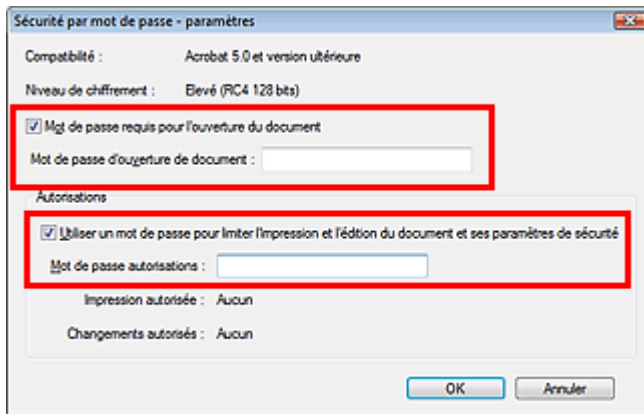 Sécurité par mot de passe - paramètres
Compatibilité : Acrobat 5.0 et version ultérieure
Niveau de chiffrement : Elevé (RC4 128 bits)
Mot de passe requis pour l'ouverture du document
Mot de passe d'ouverture de document :
Autorisations
Utiliser un mot de passe pour limiter l'impression et l'édition du document et ses paramètres de sécurité
Mot de passe autorisations :
Impression autorisée : Aucun
Changements autorisés : Aucun
OK Annuler